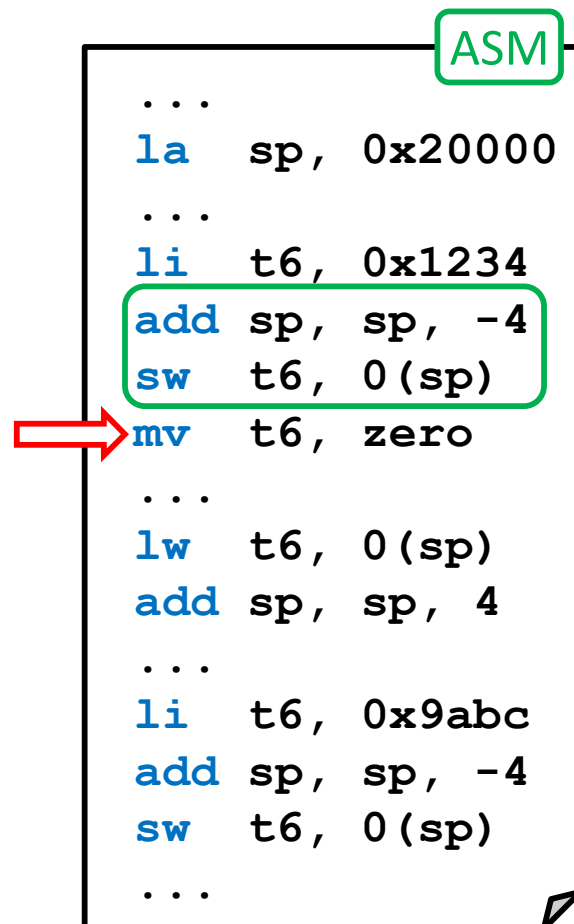 ASM
...
la sp, 0x20000
...
li t6, 0x1234
add sp, sp, -4
sw t6, 0(sp)
mv t6, zero
...
lw t6, 0(sp)
add sp, sp, 4
...
li t6, 0x9abc
add sp, sp, -4
sw t6, 0(sp)
...